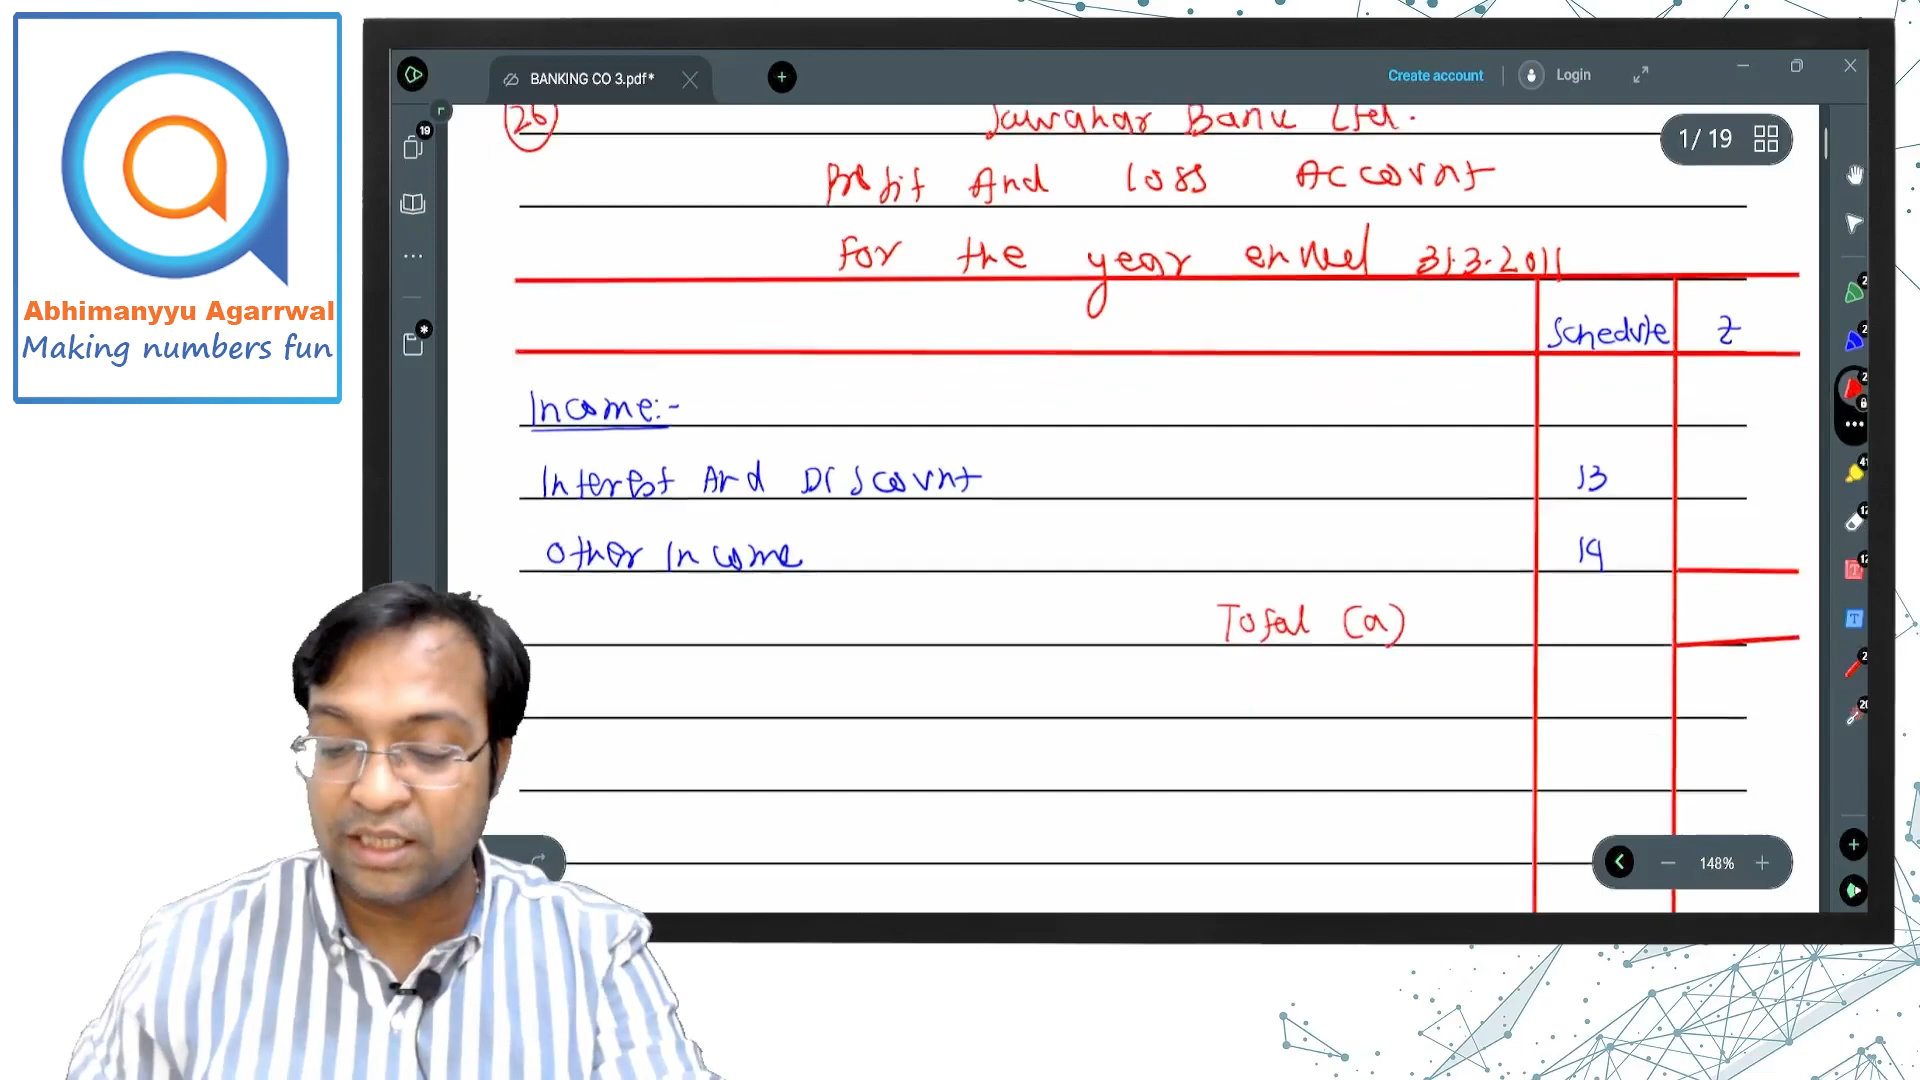 Abhimanyyu Agarrwal
Making numbers fun
BANKING CO 3.pdf*
Create account
Login
1/ 19
19
26
Jawahar Bank Ltd.
Profit And Loss Account
for the year ended 31.3.2011
Schedule ₹
Income:-
Interest And Discount 13
Other Income 14
Total (a)
148%